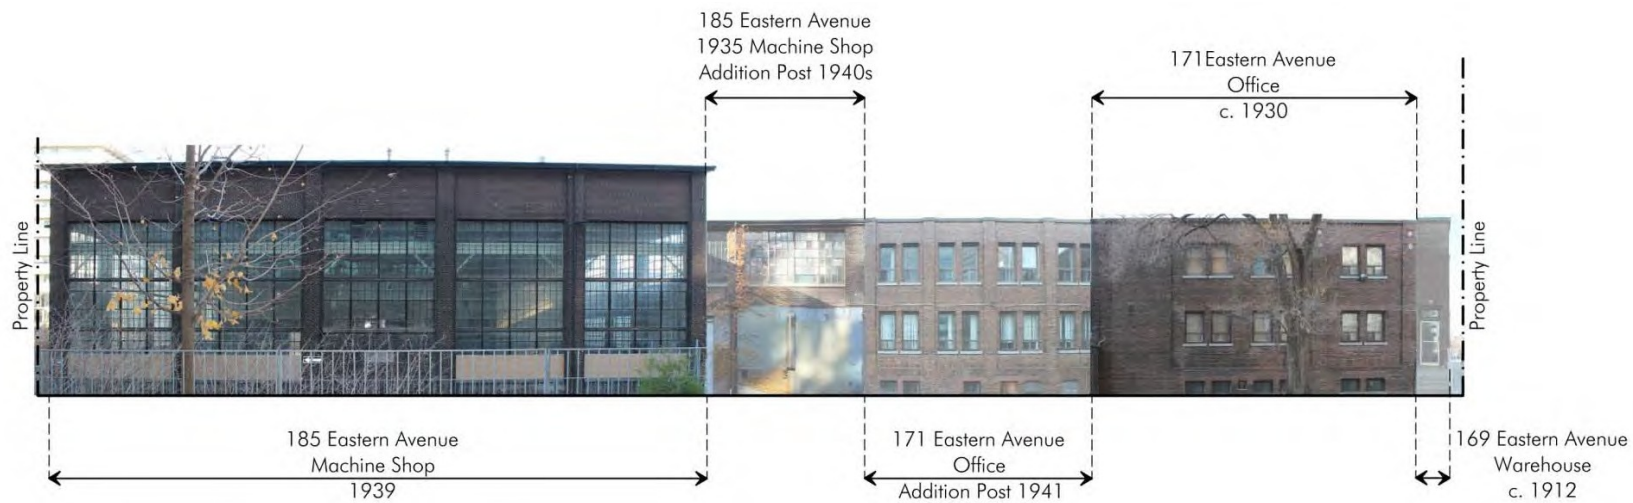 185 Eastern Avenue
1935 Machine Shop
Addition Post 1940s
171Eastern Avenue
Office
c. 1930
Property Line
Property Line
185 Eastern Avenue
Machine Shop
1939
171 Eastern Avenue
Office
Addition Post 1941
169 Eastern Avenue
Warehouse
c. 1912